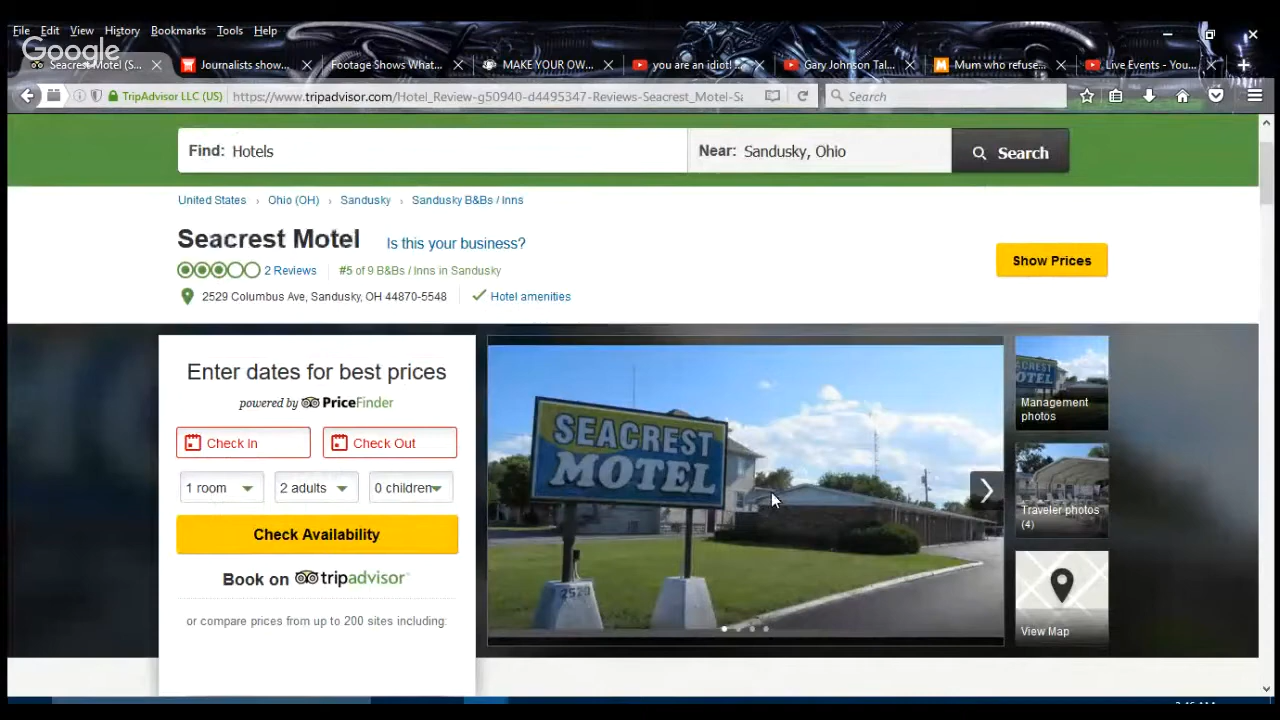 File Edit View History Bookmarks Tools Help
Google
Seacrest Motel (S... Journalists show... Footage Shows What... MAKE YOUR OW... you are an idiot! ... Gary Johnson Tal... Mum who refuse... Live Events - You...
TripAdvisor LLC (US) https://www.tripadvisor.com/Hotel_Review-g50940-d4495347-Reviews-Seacrest_Motel-Sa Search
Find: Hotels Near: Sandusky, Ohio Search
United States › Ohio (OH) › Sandusky › Sandusky B&Bs / Inns
Seacrest Motel Is this your business?
2 Reviews #5 of 9 B&Bs / Inns in Sandusky
Show Prices
2529 Columbus Ave, Sandusky, OH 44870-5548 Hotel amenities
Enter dates for best prices
powered by PriceFinder
Check In Check Out
1 room 2 adults 0 children
Check Availability
Book on tripadvisor
or compare prices from up to 200 sites including:
SEACREST
MOTEL
2529
SEACREST
MOTEL
Management
photos
Traveler photos
(4)
View Map